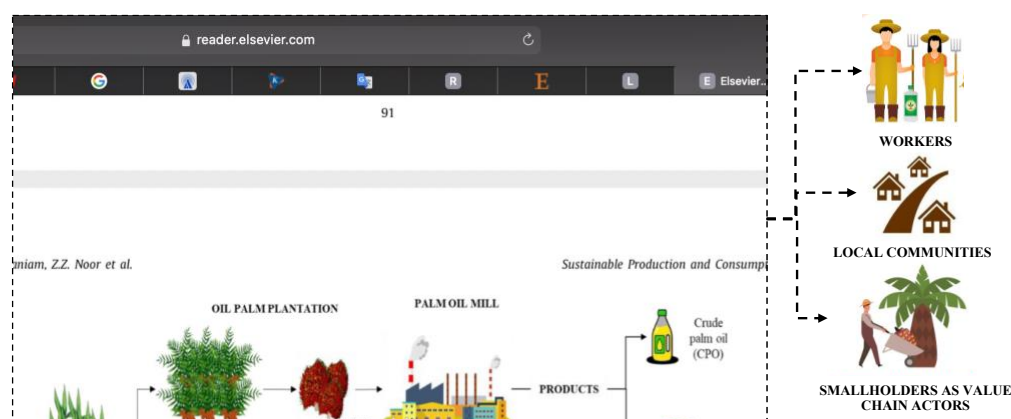 reader.elsevier.com
R
E
L
E Elsevier..
91
aniam, Z.Z. Noor et al.
Sustainable Production and Consump
OIL PALM PLANTATION
PALM OIL MILL
Crude
palm oil
(CPO)
PRODUCTS
WORKERS
LOCAL COMMUNITIES
SMALLHOLDERS AS VALUE
CHAIN ACTORS